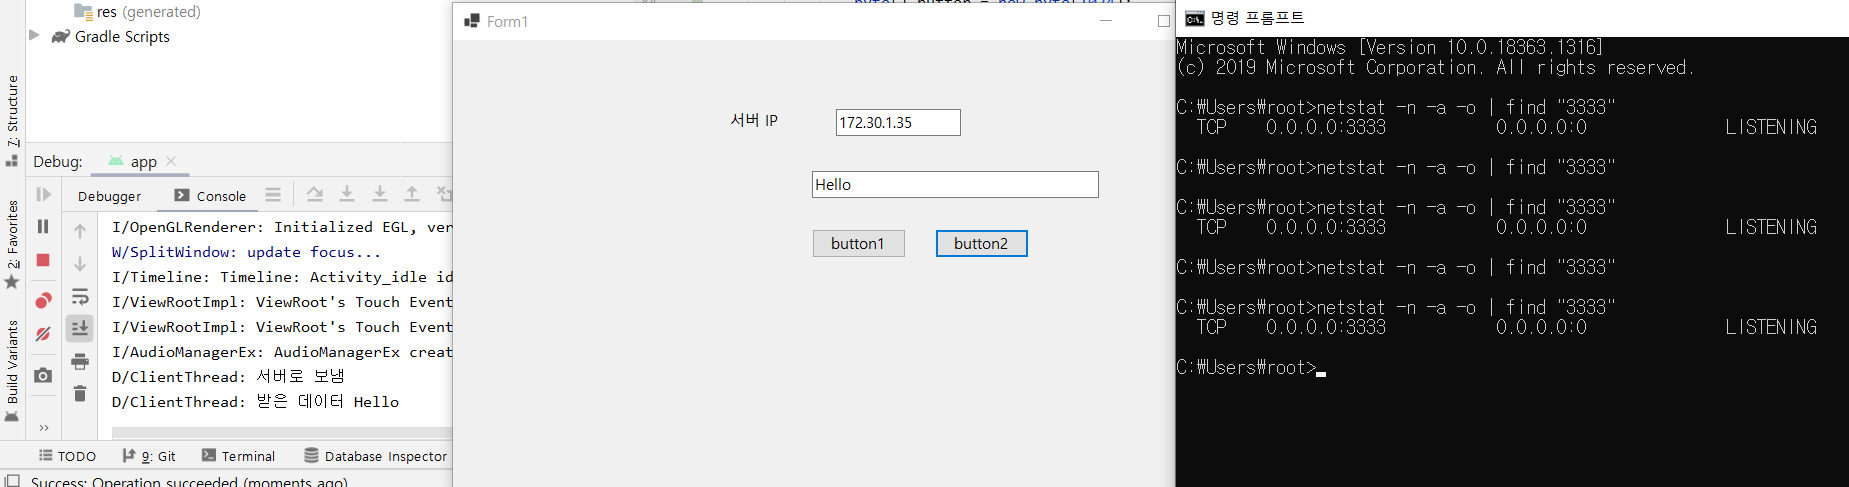 res (generated)
Gradle Scripts
7: Structure
2: Favorites
Build Variants
Debug:
app
Debugger
Console
I/OpenGLRenderer: Initialized EGL, ver
W/SplitWindow: update focus...
I/Timeline: Timeline: Activity_idle id
I/ViewRootImpl: ViewRoot's Touch Event
I/ViewRootImpl: ViewRoot's Touch Event
I/AudioManagerEx: AudioManagerEx creat
D/ClientThread: 서버로 보냄
D/ClientThread: 받은 데이터 Hello
TODO
9: Git
Terminal
Database Inspector
Success: Operation succeeded (moments ago)
Form1
서버 IP
172.30.1.35
Hello
button1
button2
명령 프롬프트
Microsoft Windows [Version 10.0.18363.1316]
(c) 2019 Microsoft Corporation. All rights reserved.
C:₩Users₩root>netstat -n -a -o | find "3333"
TCP 0.0.0.0:3333 0.0.0.0:0 LISTENING
C:₩Users₩root>netstat -n -a -o | find "3333"
C:₩Users₩root>netstat -n -a -o | find "3333"
TCP 0.0.0.0:3333 0.0.0.0:0 LISTENING
C:₩Users₩root>netstat -n -a -o | find "3333"
C:₩Users₩root>netstat -n -a -o | find "3333"
TCP 0.0.0.0:3333 0.0.0.0:0 LISTENING
C:₩Users₩root>